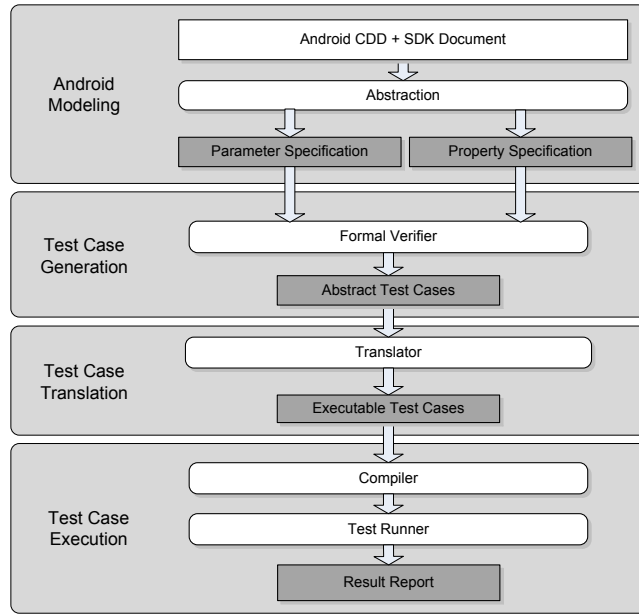 Android CDD + SDK Document
Android
Modeling
Abstraction
Parameter Specification
Property Specification
Test Case
Generation
Formal Verifier
Abstract Test Cases
Test Case
Translation
Translator
Executable Test Cases
Test Case
Execution
Compiler
Test Runner
Result Report